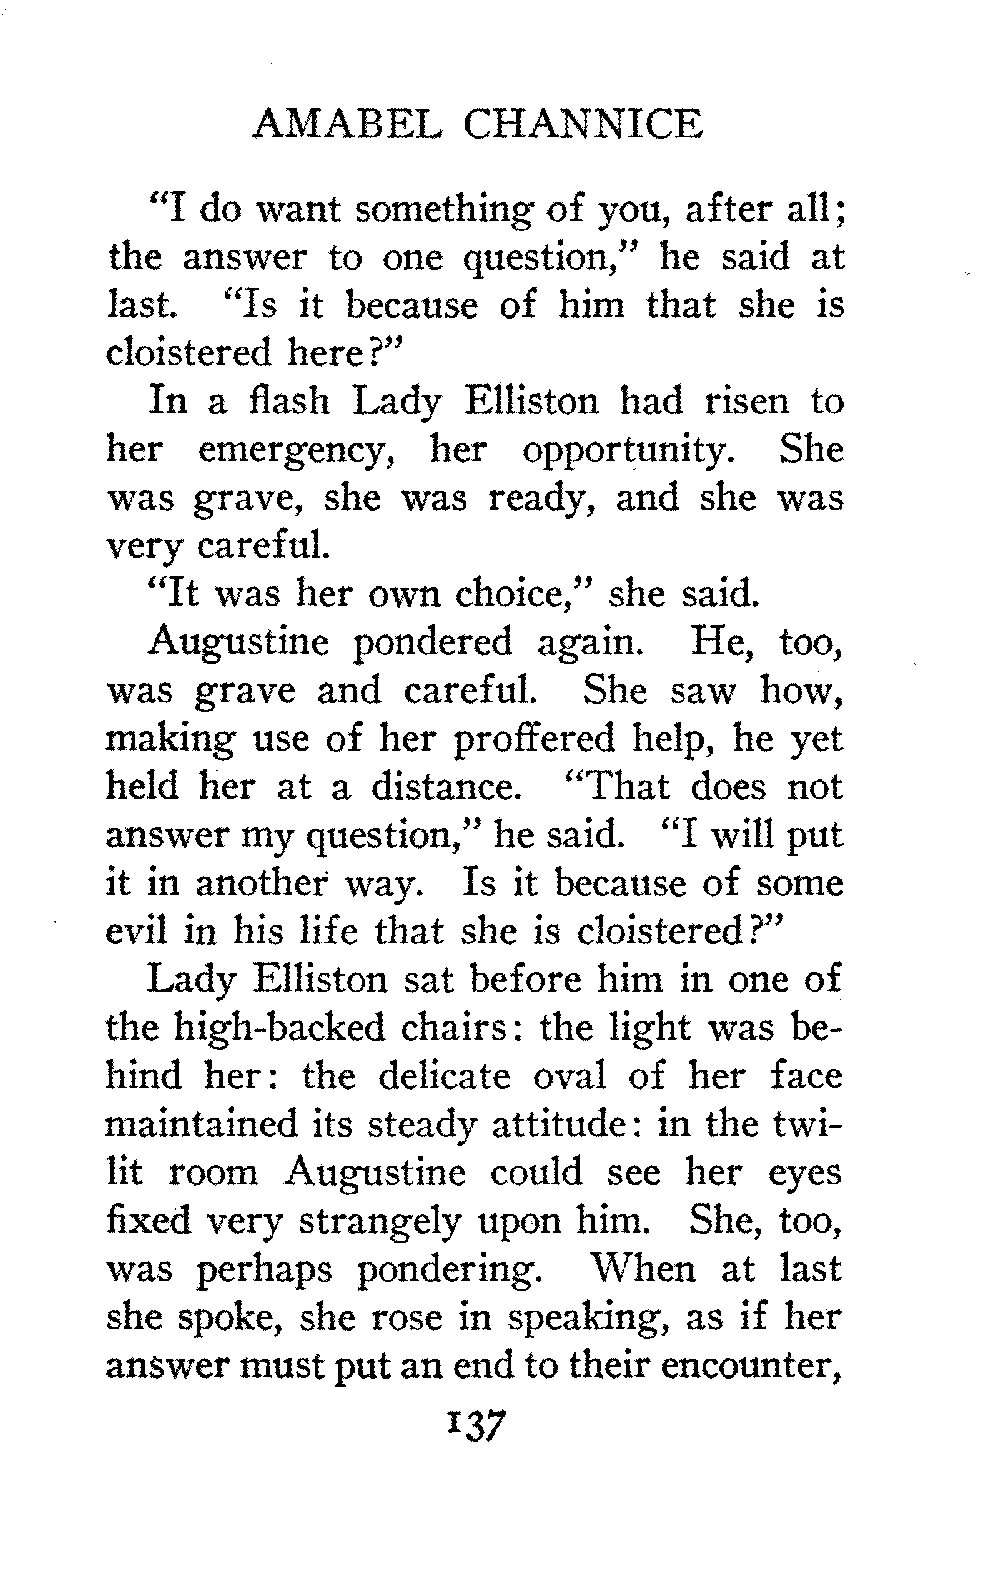 AMABEL CHANNICE
"I do want something of you, after all;
the answer to one question," he said at
last. "Is it because of him that she is
cloistered here?"
In a flash Lady Elliston had risen to
her emergency, her opportunity. She
was grave, she was ready, and she was
very careful.
"It was her own choice," she said.
Augustine pondered again. He, too,
was grave and careful. She saw how,
making use of her proffered help, he yet
held her at a distance. "That does not
answer my question," he said. "I will put
it in another way. Is it because of some
evil in his life that she is cloistered?"
Lady Elliston sat before him in one of
the high-backed chairs: the light was be-
hind her: the delicate oval of her face
maintained its steady attitude: in the twi-
lit room Augustine could see her eyes
fixed very strangely upon him. She, too,
was perhaps pondering. When at last
she spoke, she rose in speaking, as if her
answer must put an end to their encounter,
137